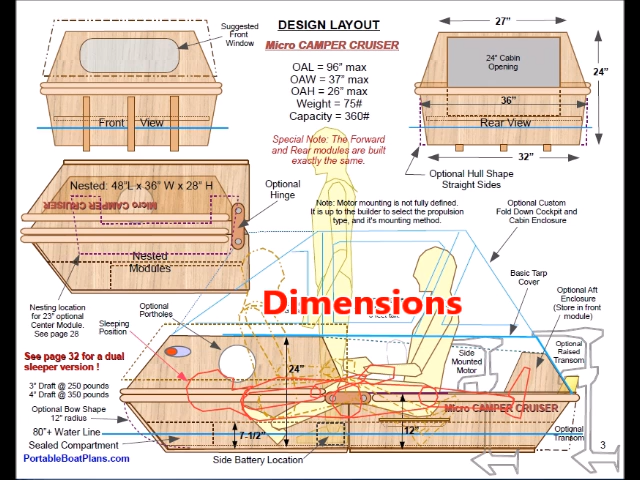 DESIGN LAYOUT
Micro CAMPER CRUISER
OAL = 96" max
OAW = 37" max
OAH = 26" max
Weight = 75#
Capacity = 360#
Special Note: The Forward
and Rear modules are built
exactly the same.
Suggested
Front
Window
Front View
27"
24" Cabin
Opening
24"
36"
Rear View
32"
Optional Hull Shape
Straight Sides
Nested: 48"L x 36" W x 28" H
Micro CAMPER CRUISER
Nested
Modules
Optional
Hinge
Note: Motor mounting is not fully defined.
It is up to the builder to select the propulsion
type, and it's mounting method.
Optional Custom
Fold Down Cockpit and
Cabin Enclosure
Basic Tarp
Cover
Optional Aft
Enclosure
(Store in front
module)
Nesting location
for 23" optional
Center Module.
See page 28
Optional
Portholes
Sleeping
Position
Dimensions
See page 32 for a dual
sleeper version !
3" Draft @ 250 pounds
4" Draft @ 350 pounds
Optional Bow Shape
12" radius
80"+ Water Line
Sealed Compartment
PortableBoatPlans.com
24"
7-1/2"
12"
Side Battery Location
Side
Mounted
Motor
Optional
Raised
Transom
Micro CAMPER CRUISER
Optional
Transom
3